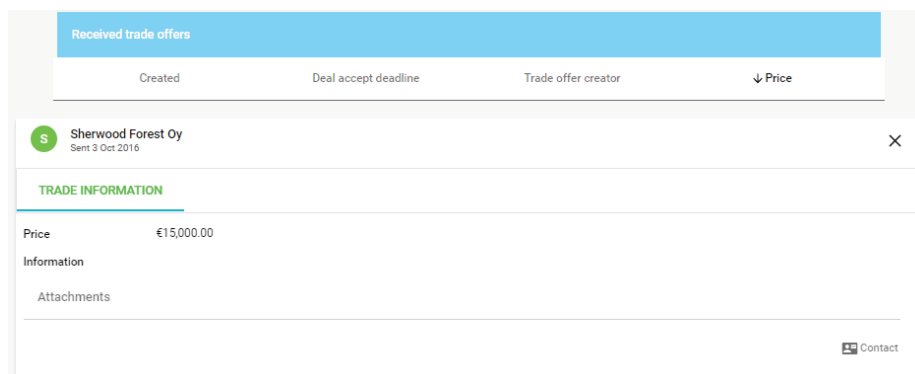 Received trade offers
Created Deal accept deadline Trade offer creator Price
S
Sherwood Forest Oy
Sent 3 Oct 2016
TRADE INFORMATION
Price €15,000.00
Information
Attachments
Contact